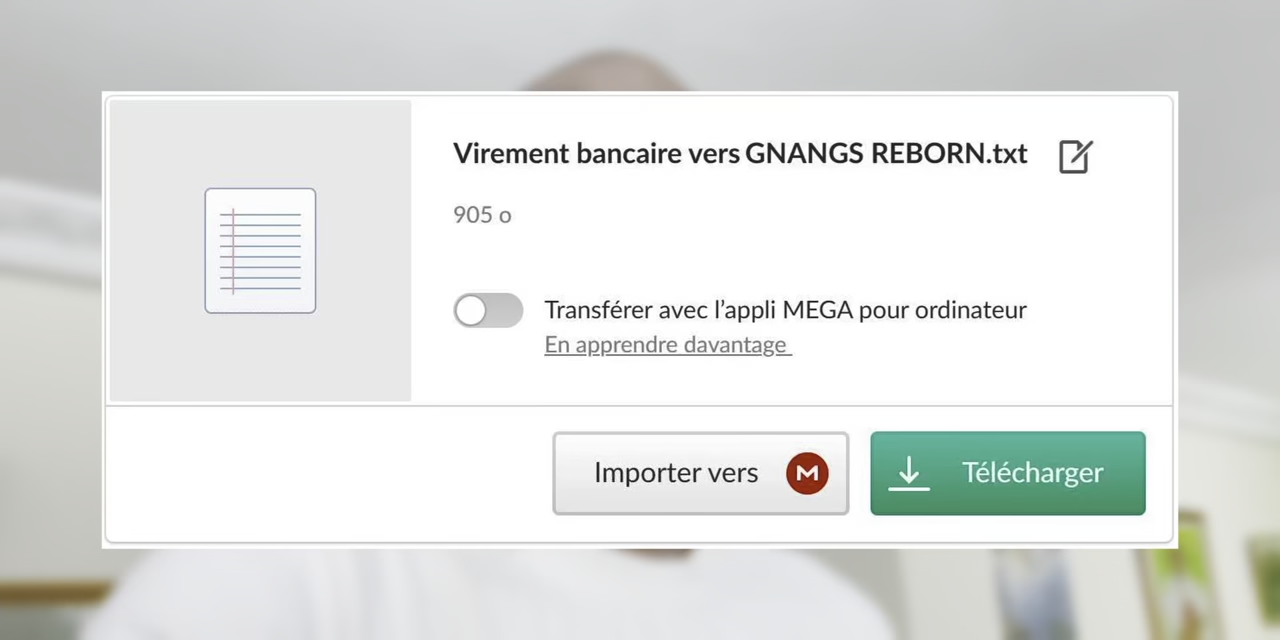 Virement bancaire vers GNANGS REBORN.txt
905 o
Transférer avec l’appli MEGA pour ordinateur
En apprendre davantage
Importer vers M
Télécharger